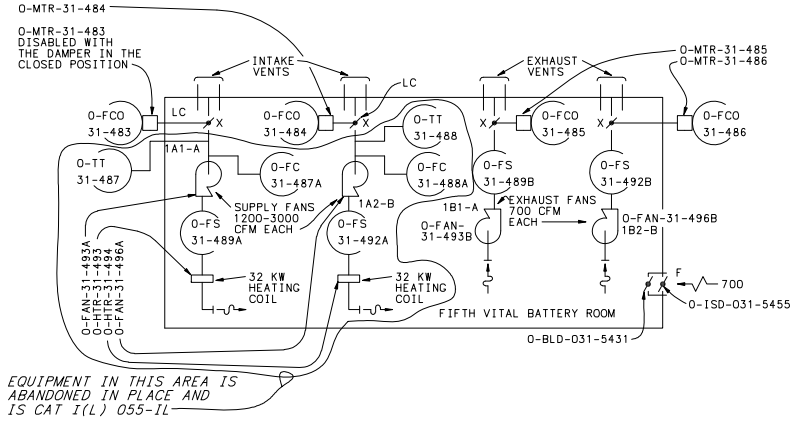 O-MTR-31-484
O-MTR-31-483
DISABLED WITH
THE DAMPER IN THE
CLOSED POSITION
INTAKE
VENTS
EXHAUST
VENTS
O-MTR-31-485
O-MTR-31-486
LC
LC
O-FCO
31-483
X
O-FCO
31-484
X
O-TT
31-488
X
O-FCO
31-485
X
O-FCO
31-486
1A1-A
O-TT
31-487
O-FC
31-487A
O-FC
31-488A
O-FS
31-489B
O-FS
31-492B
SUPPLY FANS
1200-3000
CFM EACH
1A2-B
1B1-A
EXHAUST FANS
700 CFM
EACH
O-FAN-
31-493B
O-FAN-31-496B
1B2-B
O-FS
31-489A
O-FS
31-492A
O-FAN-31-493A
O-HTR-31-493
O-HTR-31-494
O-FAN-31-496A
32 KW
HEATING
COIL
32 KW
HEATING
COIL
F
700
O-ISD-031-5455
FIFTH VITAL BATTERY ROOM
O-BLD-031-5431
EQUIPMENT IN THIS AREA IS
ABANDONED IN PLACE AND
IS CAT I(L) 055-IL